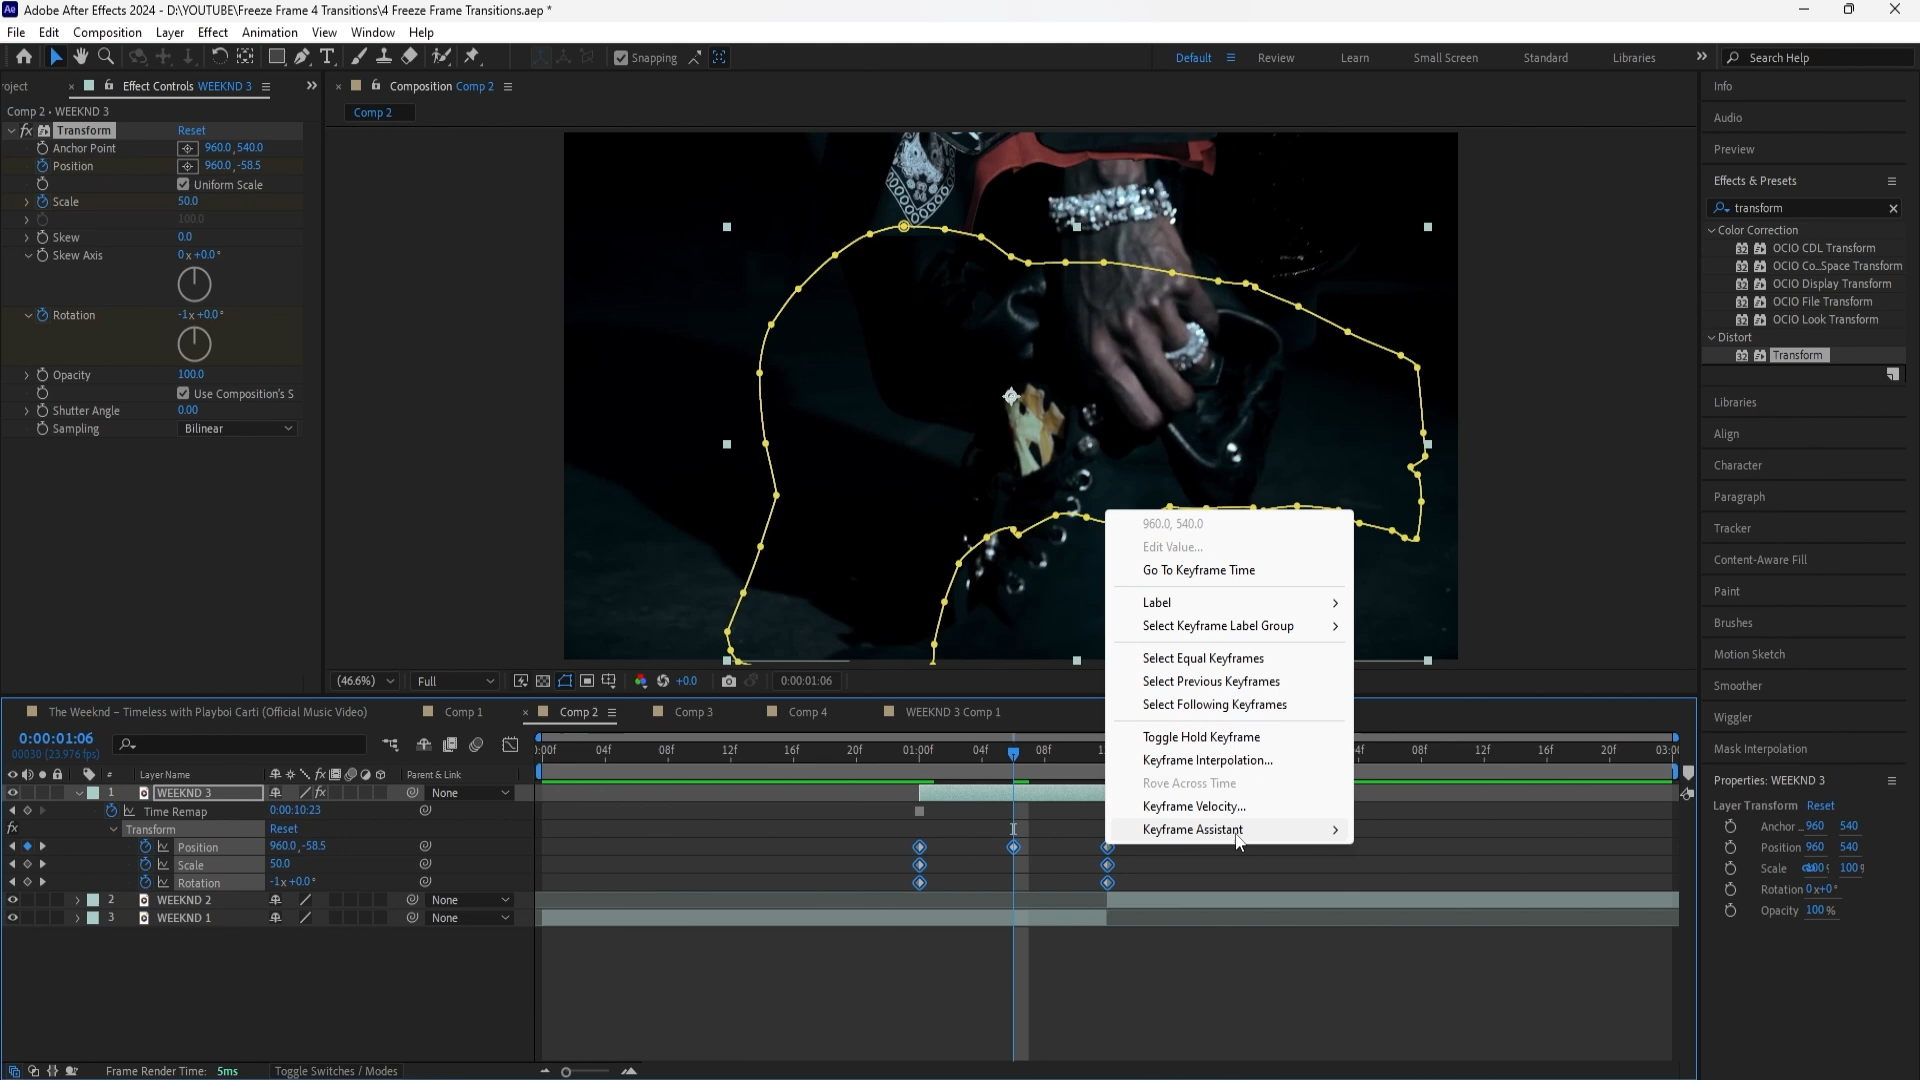 Adobe After Effects 2024 - D:\YOUTUBE\Freeze Frame 4 Transitions\4 Freeze Frame Transitions.aep *
File Edit Composition Layer Effect Animation View Window Help
Snapping
Default Review Learn Small Screen Standard Libraries
Search Help
roject Effect Controls WEEKND 3
Composition Comp 2
Comp 2 • WEEKND 3
Comp 2
fx Transform Reset
Anchor Point 960.0, 540.0
Position 960.0, -58.5
Uniform Scale
Scale 50.0
100.0
Skew 0.0
Skew Axis 0x+0.0°
Rotation -1x+0.0°
Opacity 100.0
Use Composition's S
Shutter Angle 0.00
Sampling Bilinear
Info
Audio
Preview
Effects & Presets
transform
Color Correction
OCIO CDL Transform
OCIO Co...Space Transform
OCIO Display Transform
OCIO File Transform
OCIO Look Transform
Distort
Transform
Libraries
Align
Character
Paragraph
Tracker
Content-Aware Fill
Paint
Brushes
Motion Sketch
Smoother
Wiggler
Mask Interpolation
Properties: WEEKND 3
Layer Transform Reset
Anchor ... 960 540
Position 960 540
Scale 100% 100%
Rotation 0x+0°
Opacity 100%
(46.6%) Full +0.0 0:00:01:06
960.0, 540.0
Edit Value...
Go To Keyframe Time
Label
Select Keyframe Label Group
Select Equal Keyframes
Select Previous Keyframes
Select Following Keyframes
Toggle Hold Keyframe
Keyframe Interpolation...
Rove Across Time
Keyframe Velocity...
Keyframe Assistant
The Weeknd – Timeless with Playboi Carti (Official Music Video) Comp 1 Comp 2 Comp 3 Comp 4 WEEKND 3 Comp 1
0:00:01:06
00030 (23.976 fps)
:00f 04f 08f 12f 16f 20f 01:00f 04f 08f 4f 08f 12f 16f 20f 03:0
# Layer Name fx Parent & Link
1 WEEKND 3 fx None
Time Remap 0:00:10:23
fx Transform Reset
Position 960.0, -58.5
Scale 50.0
Rotation -1x+0.0°
2 WEEKND 2 None
3 WEEKND 1 None
Frame Render Time: 5ms Toggle Switches / Modes